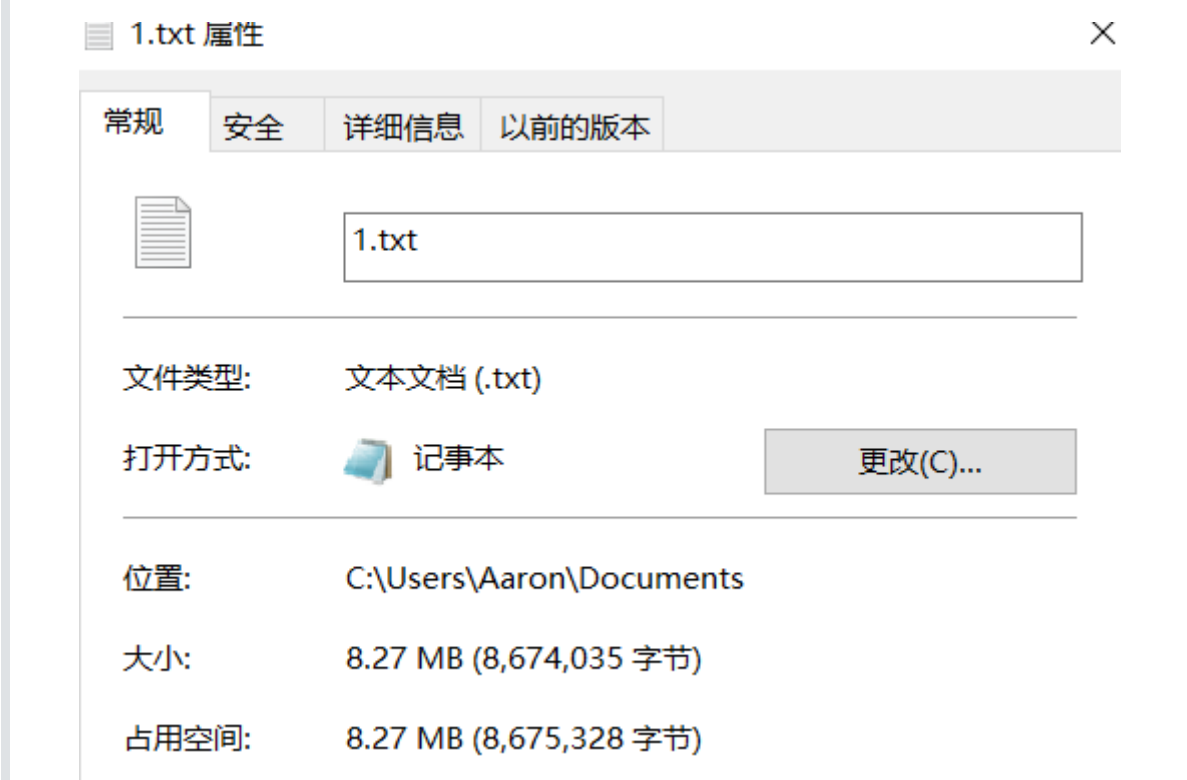 1.txt 属性
常规 安全 详细信息 以前的版本
1.txt
文件类型: 文本文档 (.txt)
打开方式: 记事本 更改(C)...
位置: C:\Users\Aaron\Documents
大小: 8.27 MB (8,674,035 字节)
占用空间: 8.27 MB (8,675,328 字节)